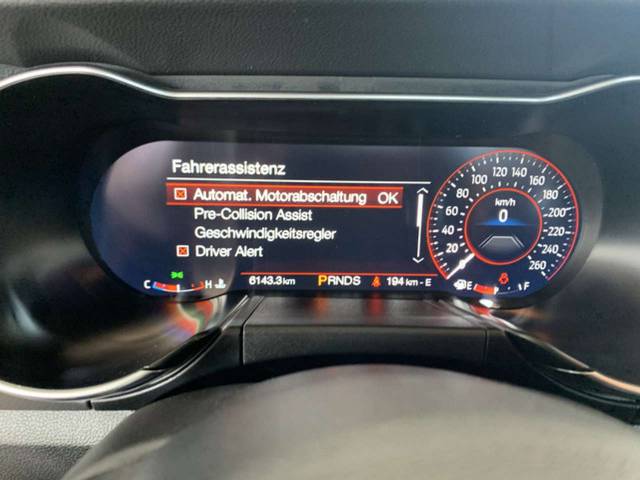 Fahrerassistenz
Automat. Motorabschaltung OK
Pre-Collision Assist
Geschwindigkeitsregler
Driver Alert
20
40
60
80
100
120
140
160
180
200
220
240
260
km/h
0
C H
6143.3 km PRNDS 194 km - E
E F